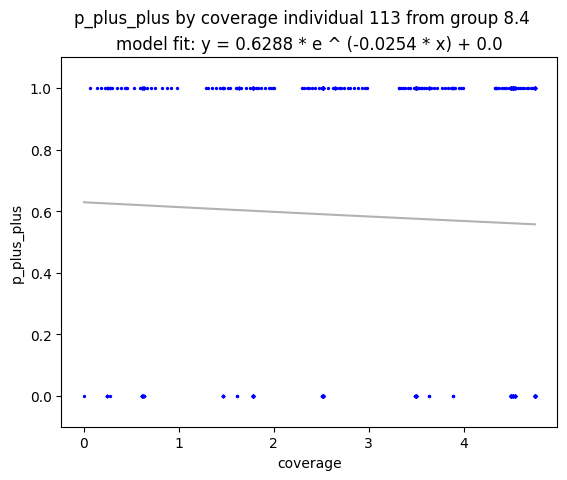 p_plus_plus by coverage individual 113 from group 8.4
model fit: y = 0.6288 * e ^ (-0.0254 * x) + 0.0
1.0
0.8
0.6
0.4
0.2
0.0
p_plus_plus
0 1 2 3 4
coverage